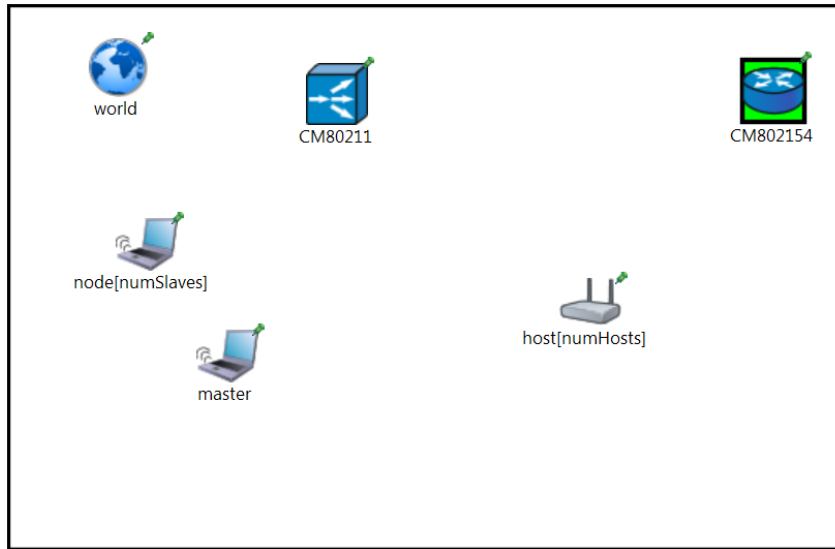 world
CM80211
CM802154
node[numSlaves]
host[numHosts]
master